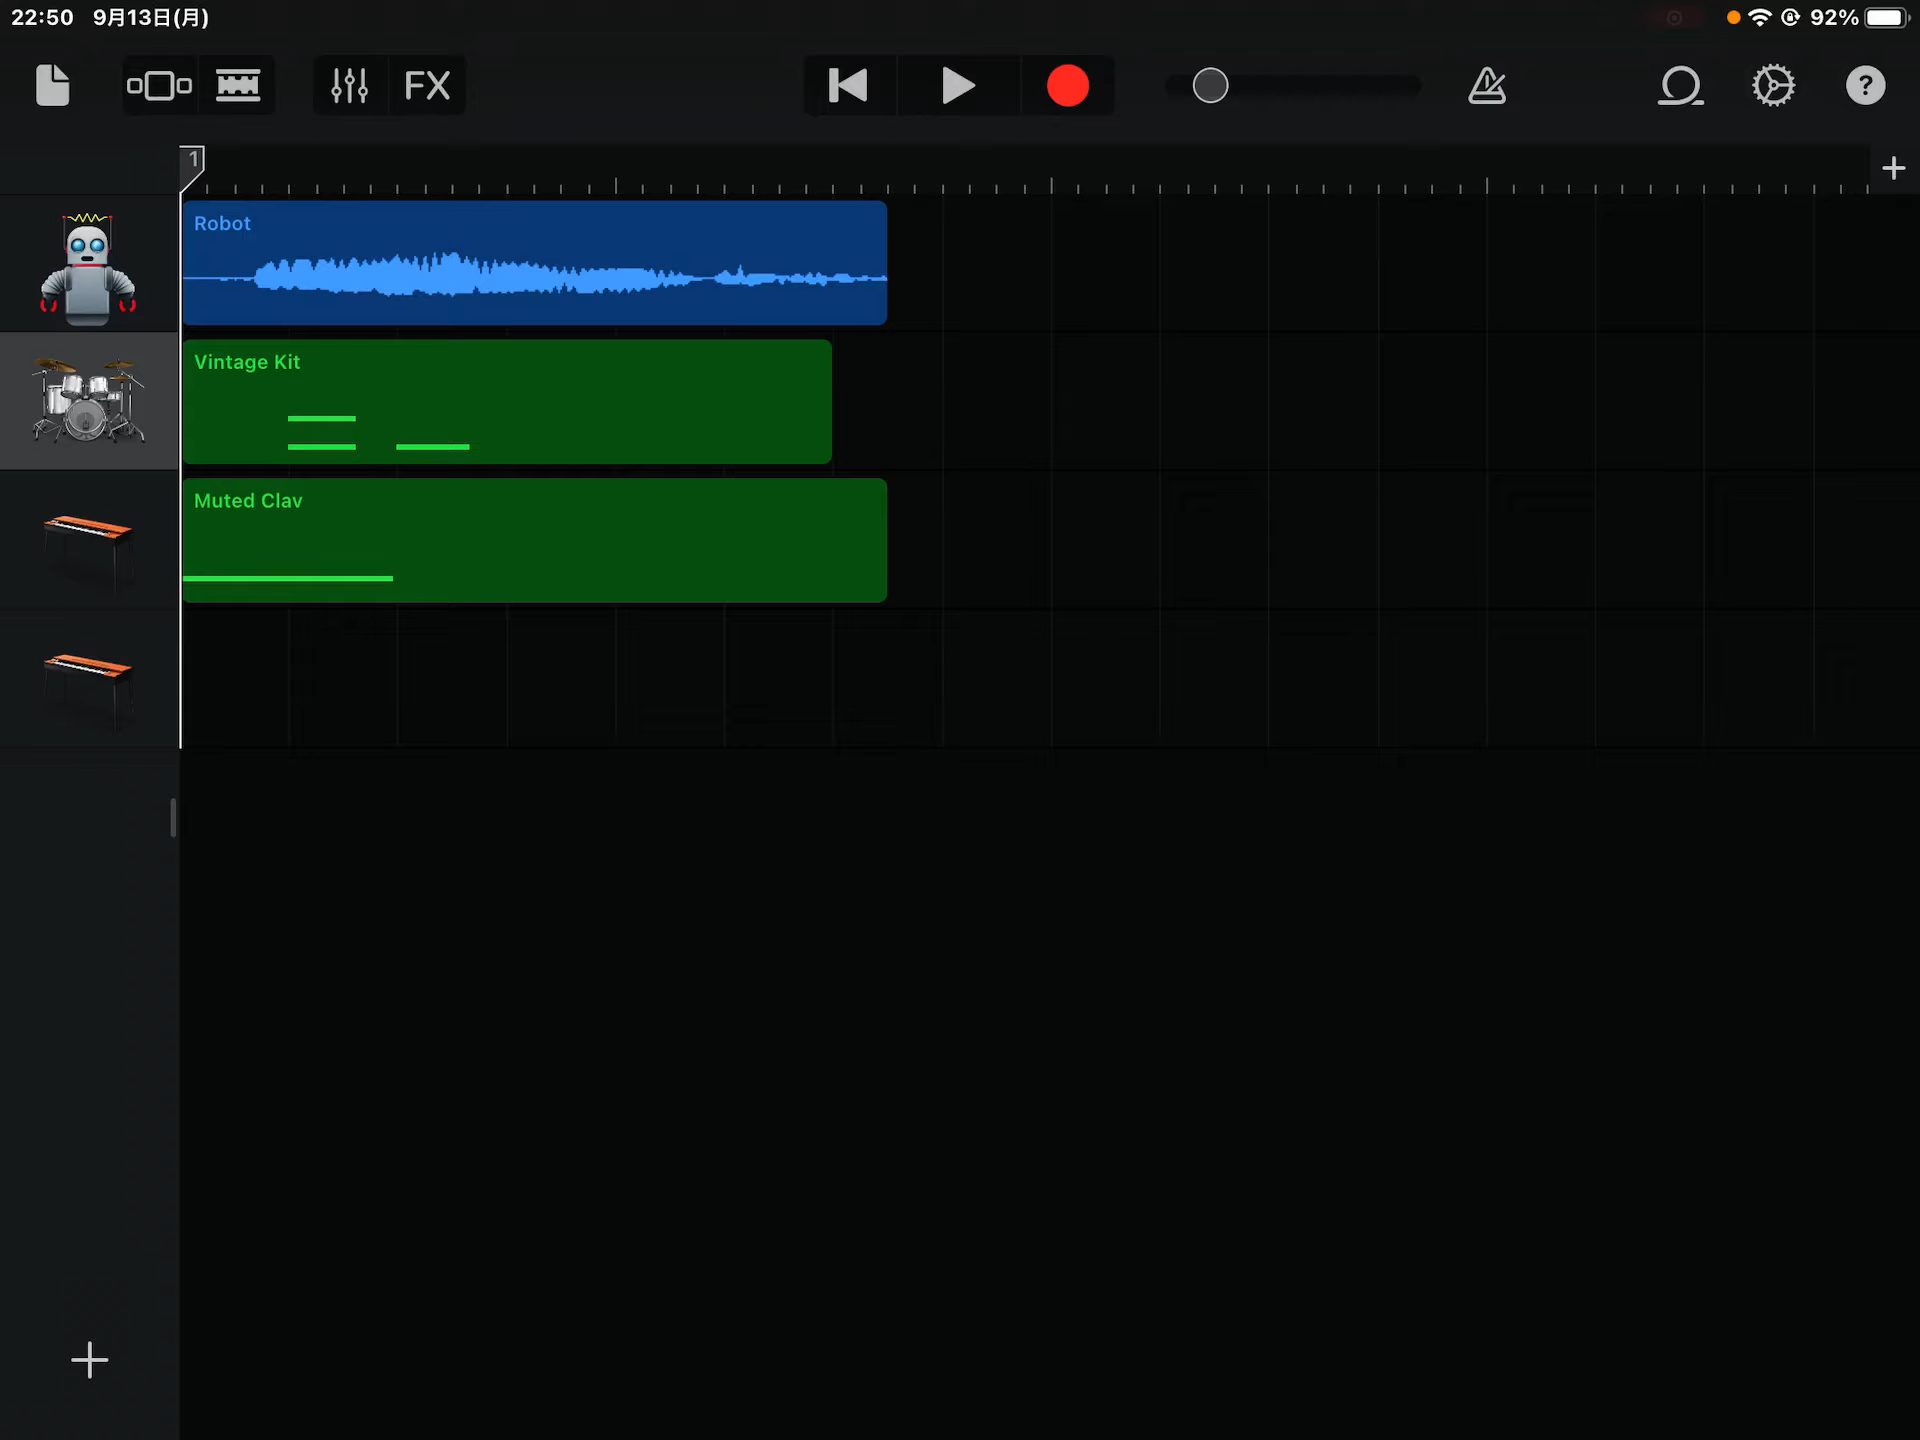 22:50 9月13日(月) 92%
FX
?
1
Robot
Vintage Kit
Muted Clav